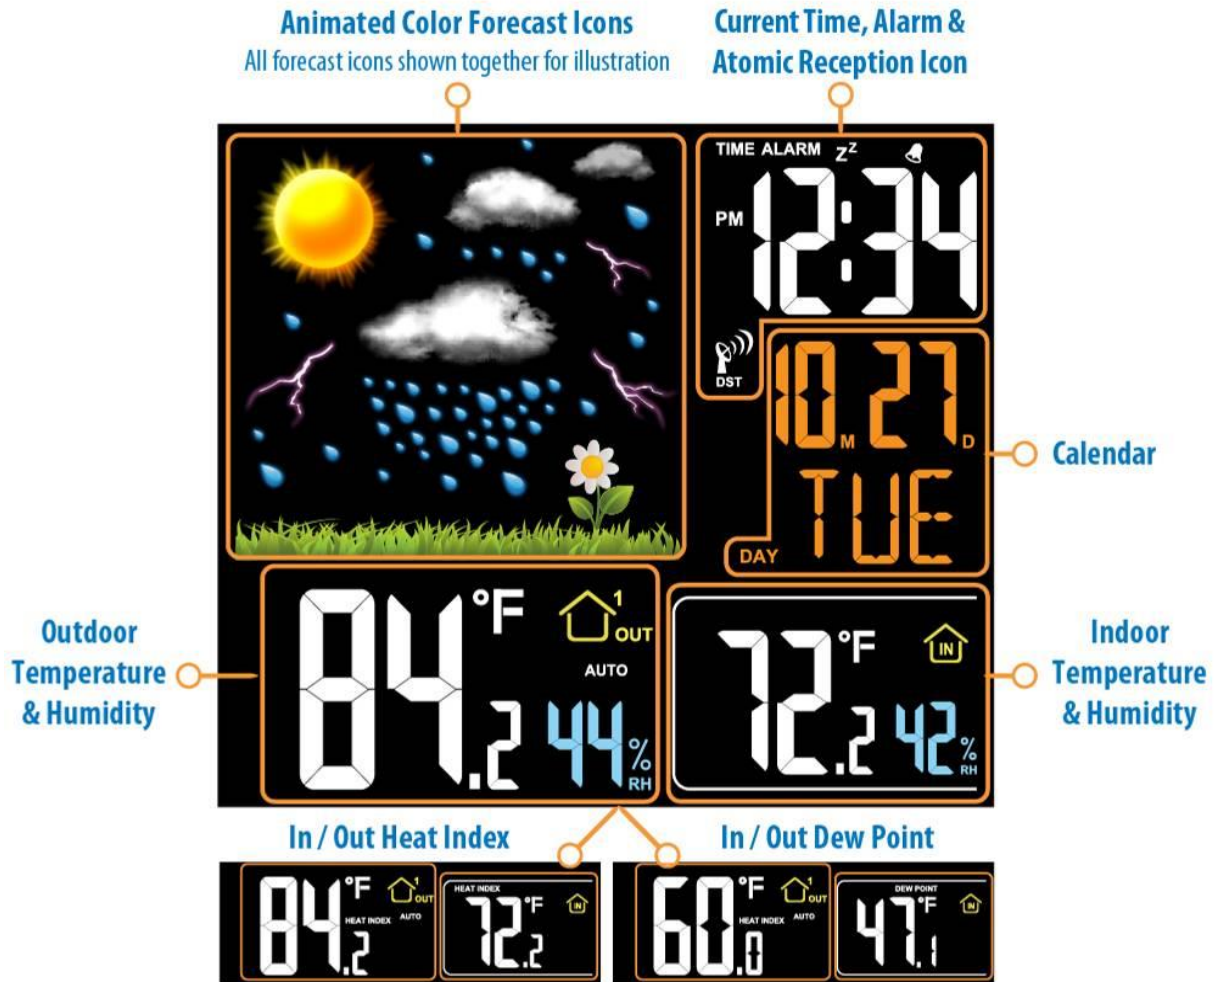 Animated Color Forecast Icons
All forecast icons shown together for illustration
Current Time, Alarm &
Atomic Reception Icon
TIME ALARM ZZ
PM 12:34
DST
10 M 27 D
Calendar
DAY TUE
Outdoor
Temperature
& Humidity
84.2 °F
1
OUT
AUTO
44 %
RH
72.2 °F
IN
42 %
RH
Indoor
Temperature
& Humidity
In / Out Heat Index
84.2 °F
1
OUT
HEAT INDEX AUTO
HEAT INDEX
72.2 °F
IN
In / Out Dew Point
60.0 °F
1
OUT
HEAT INDEX AUTO
DEW POINT
47.1 °F
IN